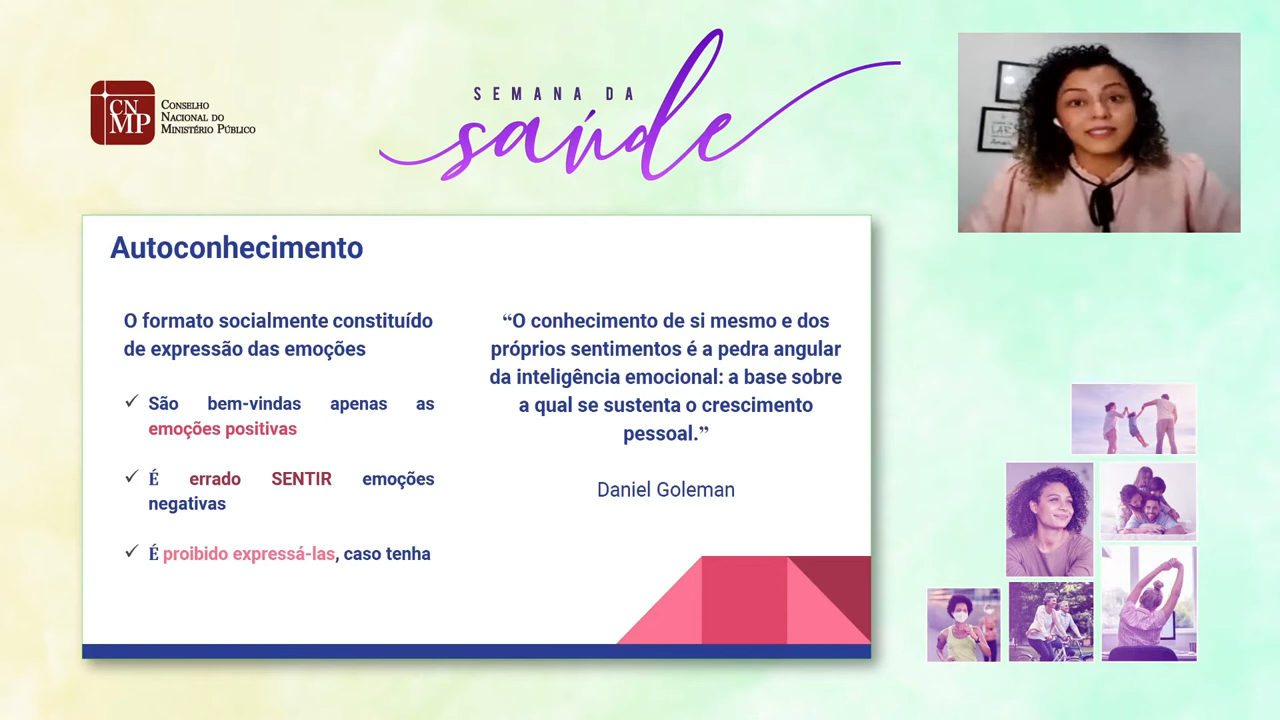 CN
MP
CONSELHO
NACIONAL DO
MINISTÉRIO PÚBLICO
SEMANA DA
saúde
Autoconhecimento
O formato socialmente constituído
de expressão das emoções
✓ São bem-vindas apenas as
emoções positivas
✓ É errado SENTIR emoções
negativas
✓ É proibido expressá-las, caso tenha
“O conhecimento de si mesmo e dos
próprios sentimentos é a pedra angular
da inteligência emocional: a base sobre
a qual se sustenta o crescimento
pessoal.”
Daniel Goleman